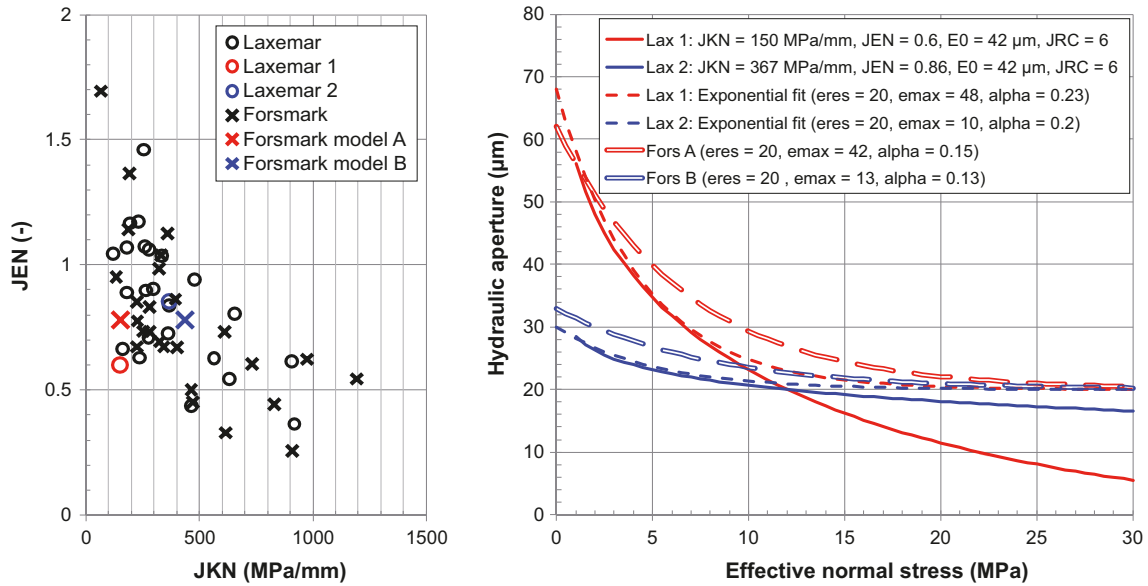 2
1.5
1
0.5
0
JEN (-)
0
500
1000
1500
JKN (MPa/mm)
Laxemar
Laxemar 1
Laxemar 2
Forsmark
Forsmark model A
Forsmark model B
80
70
60
50
40
30
20
10
0
Hydraulic aperture (µm)
0
5
10
15
20
25
30
Effective normal stress (MPa)
Lax 1: JKN = 150 MPa/mm, JEN = 0.6, E0 = 42 µm, JRC = 6
Lax 2: JKN = 367 MPa/mm, JEN = 0.86, E0 = 42 µm, JRC = 6
Lax 1: Exponential fit (eres = 20, emax = 48, alpha = 0.23)
Lax 2: Exponential fit (eres = 20, emax = 10, alpha = 0.2)
Fors A (eres = 20, emax = 42, alpha = 0.15)
Fors B (eres = 20 , emax = 13, alpha = 0.13)